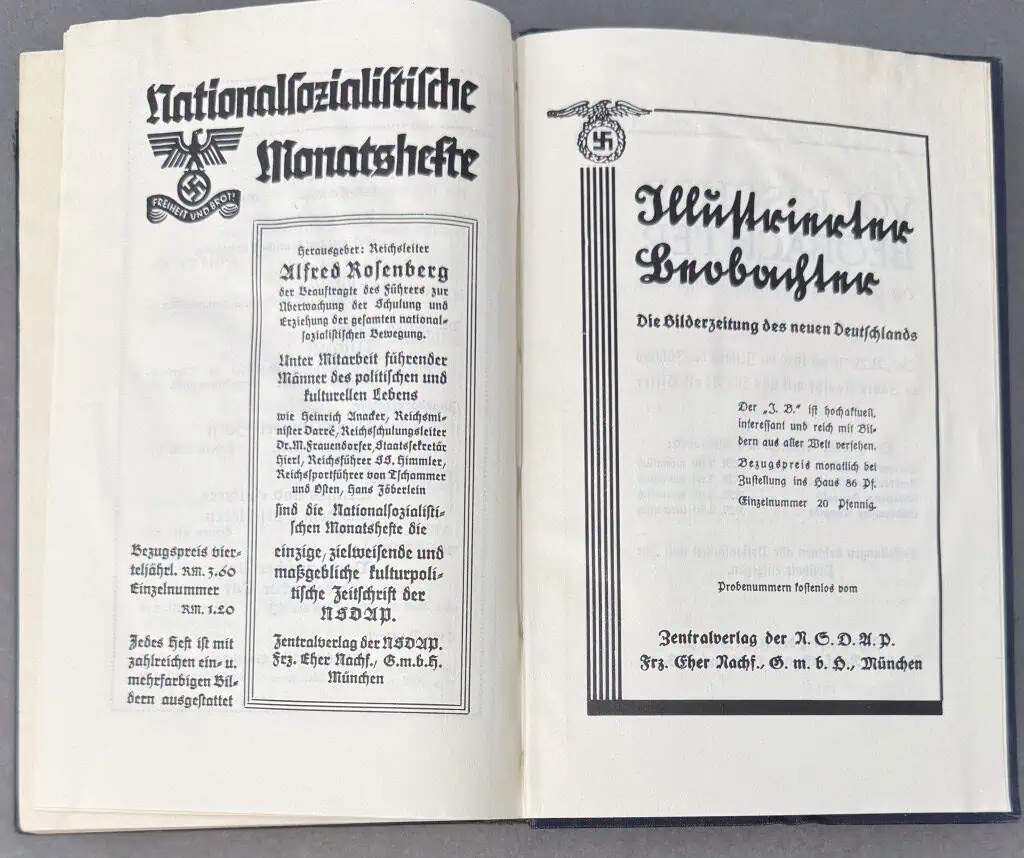 Nationalsozialistische
Monatshefte
FREIHEIT UND BROT!
Herausgeber: Reichsleiter
Alfred Rosenberg
der Beauftragte des Führers zur
Überwachung der Schulung und
Erziehung der gesamten national-
sozialistischen Bewegung.
Unter Mitarbeit führender
Männer des politischen und
kulturellen Lebens
wie Heinrich Anacker, Reichsmi-
nister Darré, Reichsschulungsleiter
Dr. M. Frauendorfer, Staatssekretär
Hierl, Reichsführer SS. Himmler,
Reichssportführer von Tschammer
und Osten, Hans Zöberlein
sind die Nationalsozialisti-
schen Monatshefte die
einzige, zielweisende und
maßgebliche kulturpoli-
tische Zeitschrift der
NSDAP.
Zentralverlag der NSDAP.
Frz. Eher Nachf., G.m.b.H.
München
Bezugspreis vier-
teljährl. RM. 3.60
Einzelnummer
RM. 1.20
Jedes Heft ist mit
zahlreichen ein- u.
mehrfarbigen Bil-
dern ausgestattet
Illustrierter
Beobachter
Die Bilderzeitung des neuen Deutschlands
Der „J. B.“ ist hochaktuell,
interessant und reich mit Bil-
dern aus aller Welt versehen.
Bezugspreis monatlich bei
Zustellung ins Haus 86 Pf.
Einzelnummer 20 Pfennig.
Probenummern kostenlos vom
Zentralverlag der N. S. D. A. P.
Frz. Eher Nachf., G. m. b. H., München